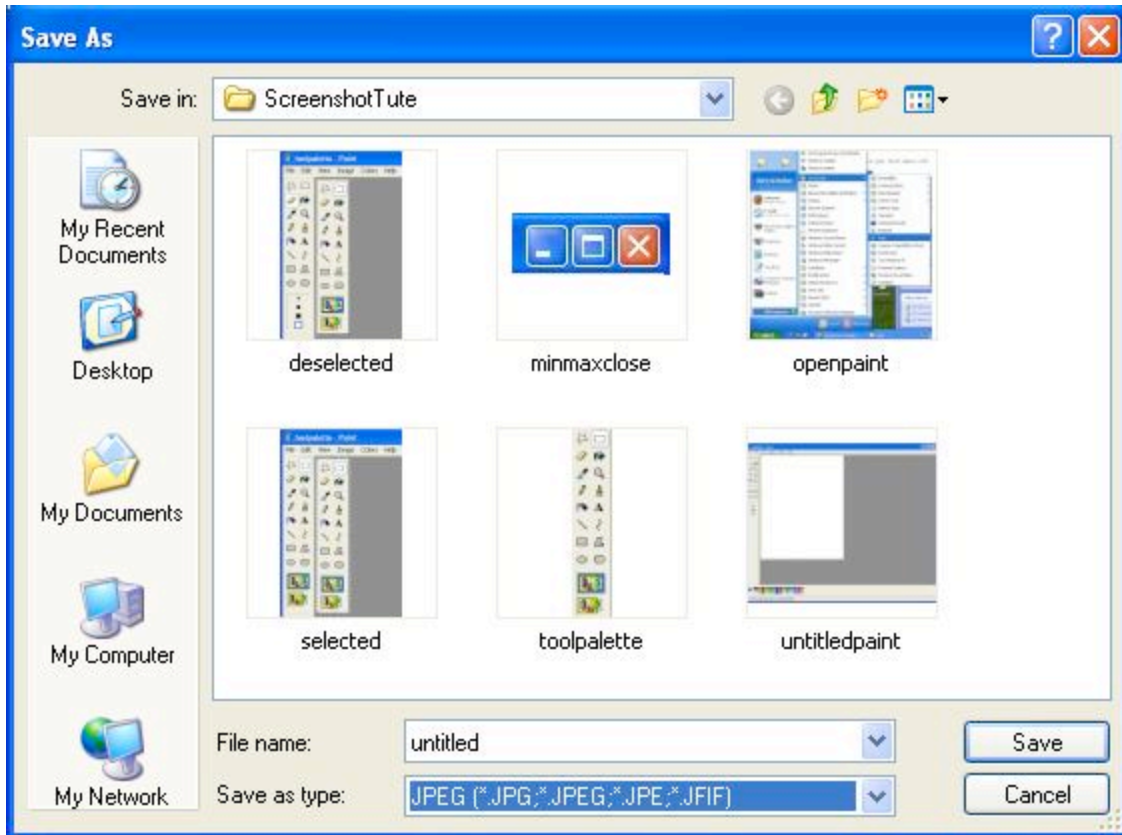 Save As
Save in:
ScreenshotTute
My Recent
Documents
Desktop
My Documents
My Computer
My Network
deselected
minmaxclose
openpaint
selected
toolpalette
untitledpaint
File name:
untitled
Save
Save as type:
JPEG (*.JPG;*.JPEG;*.JPE;*.JFIF)
Cancel